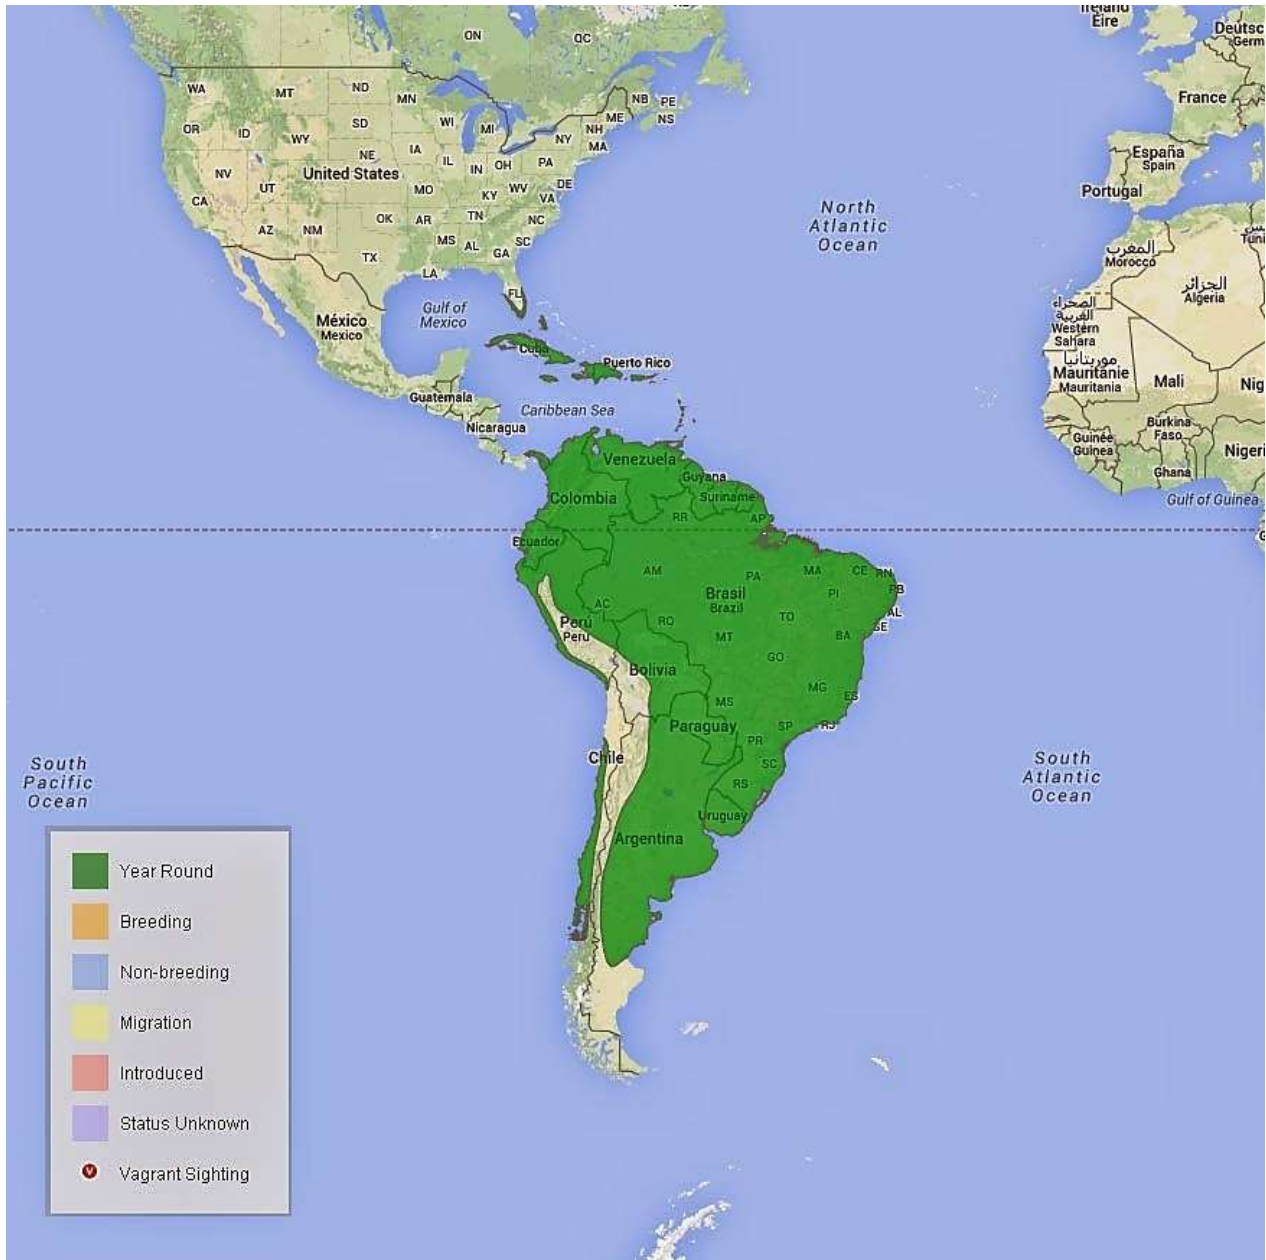 ON
QC
Ireland
Éire
WA
MT
ND
MN
NB
PE
ME
NS
OR
ID
WY
SD
WI
MI
NH
NY
MA
France
NE
IA
IL
IN
OH
PA
NV
UT
United States
MO
KY
WV
DE
VA
CA
AZ
NM
OK
AR
TN
NC
TX
MS
AL
GA
SC
LA
FL
España
Spain
Portugal
North
Atlantic
Ocean
المغرب
Morocco
الجزائر
Algeria
الصحراء
الغربية
Western
Sahara
موريتانيا
Mauritanie
Mauritania
Mali
Gulf of
Mexico
México
Mexico
Cuba
Puerto Rico
Guatemala
Caribbean Sea
Nicaragua
Burkina
Faso
Guinée
Guinea
Ghana
Gulf of Guinea
Venezuela
Guyana
Colombia
Suriname
RR
AP
Ecuador
AM
PA
MA
CE
RN
Brasil
Brazil
PI
PB
AC
AL
Perú
Peru
RO
TO
SE
MT
BA
GO
Bolivia
MG
ES
MS
Paraguay
SP
RJ
PR
Chile
SC
RS
Uruguay
Argentina
South
Pacific
Ocean
South
Atlantic
Ocean
Year Round
Breeding
Non-breeding
Migration
Introduced
Status Unknown
V
Vagrant Sighting